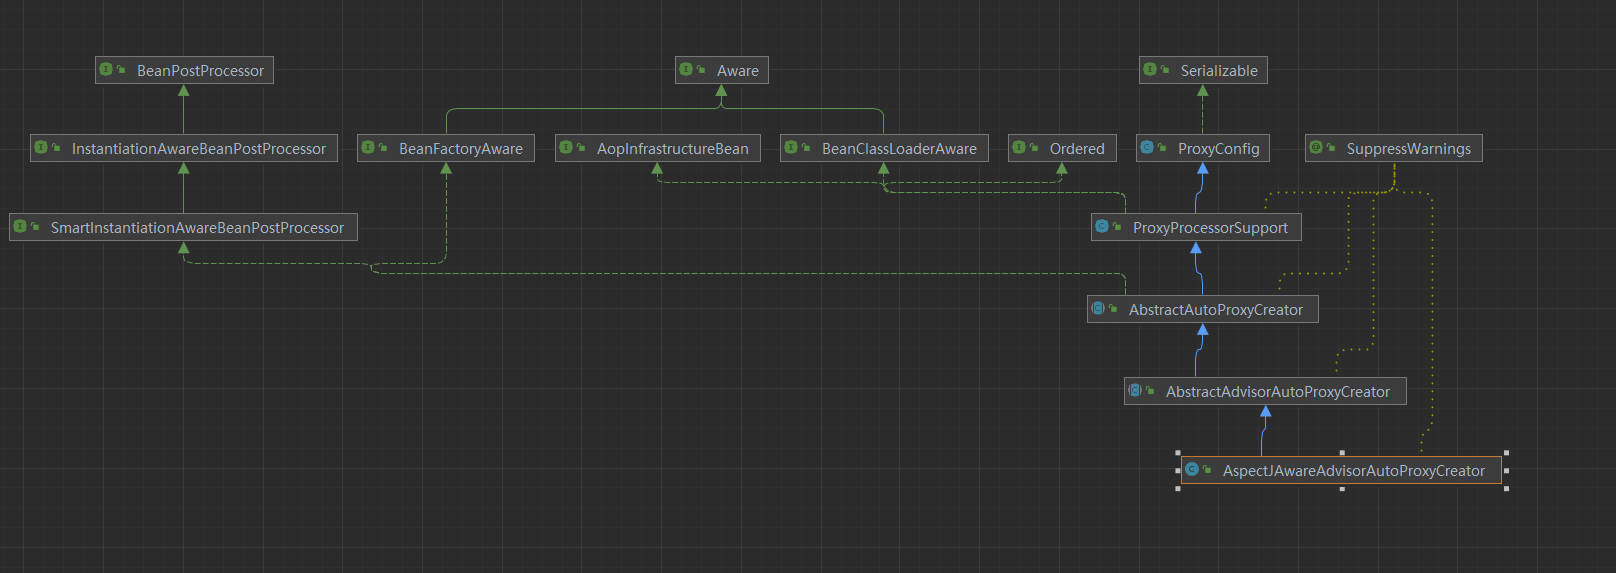 BeanPostProcessor
Aware
Serializable
InstantiationAwareBeanPostProcessor
BeanFactoryAware
AopInfrastructureBean
BeanClassLoaderAware
Ordered
ProxyConfig
SuppressWarnings
SmartInstantiationAwareBeanPostProcessor
ProxyProcessorSupport
AbstractAutoProxyCreator
AbstractAdvisorAutoProxyCreator
AspectJAwareAdvisorAutoProxyCreator